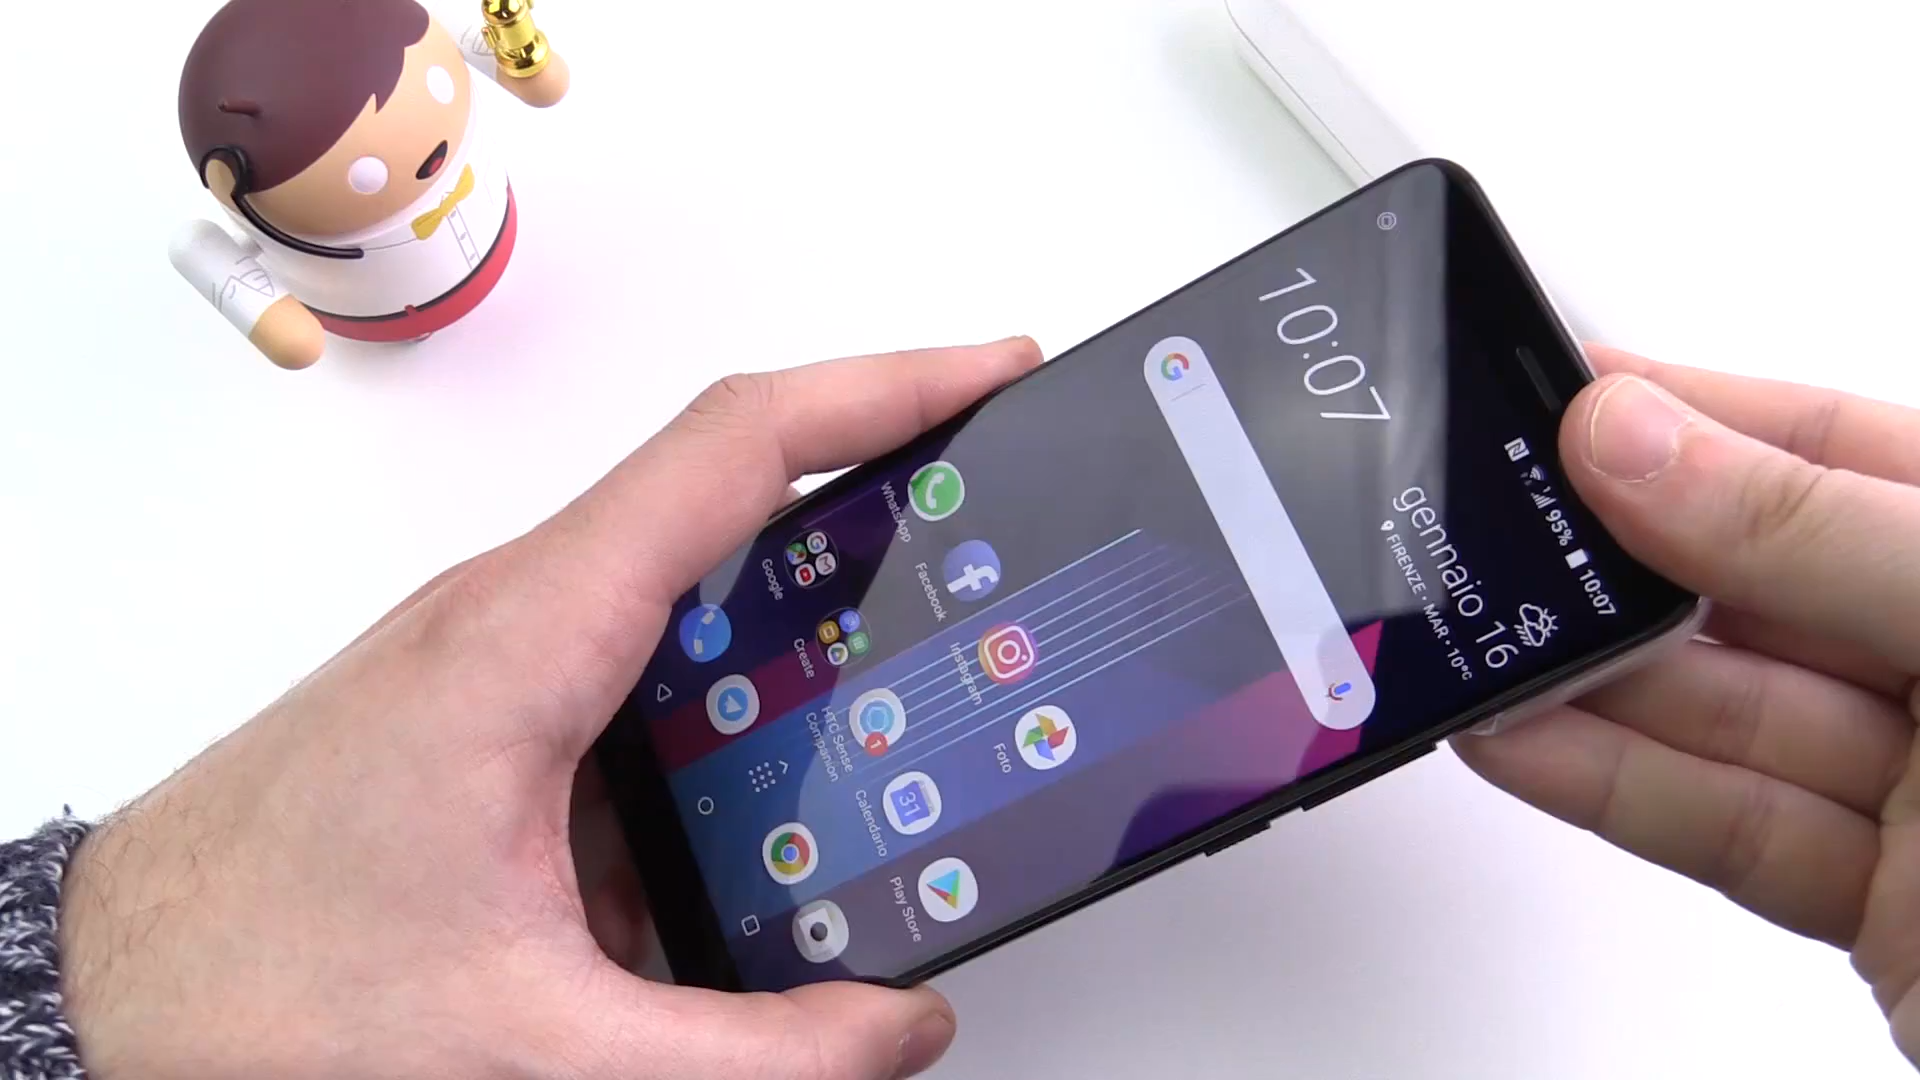 95% 10:07
10:07
gennaio 16
FIRENZE • MAR • 10°C
G
WhatsApp
Facebook
Instagram
Foto
Google
Create
HTC Sense
Companion
1
31
Calendario
Play Store